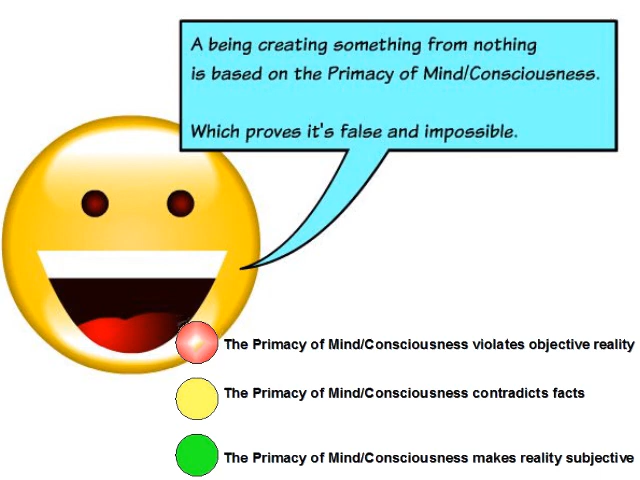 A being creating something from nothing
is based on the Primacy of Mind/Consciousness.
Which proves it's false and impossible.
The Primacy of Mind/Consciousness violates objective reality
The Primacy of Mind/Consciousness contradicts facts
The Primacy of Mind/Consciousness makes reality subjective